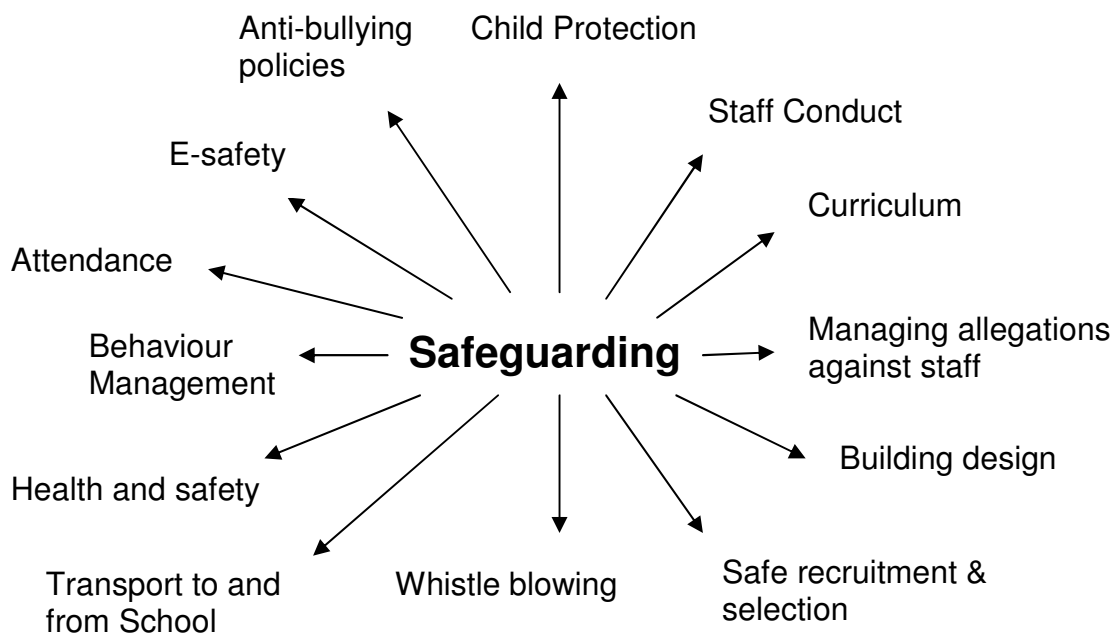 Anti-bullying
policies
Child Protection
Staff Conduct
E-safety
Curriculum
Attendance
Behaviour
Management
Safeguarding
Managing allegations
against staff
Building design
Health and safety
Transport to and
from School
Whistle blowing
Safe recruitment &
selection